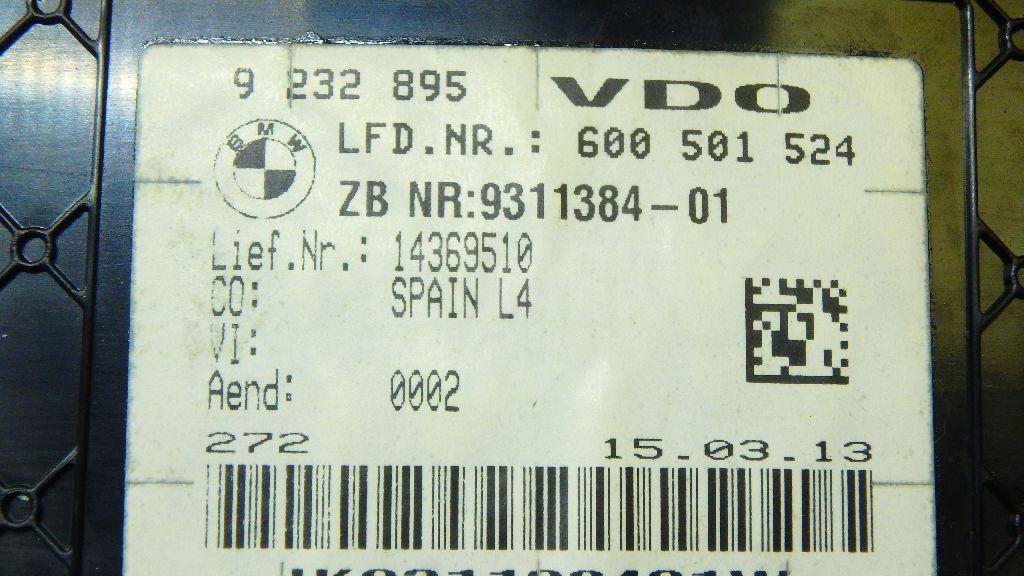 9 232 895 VDO
BMW
LFD.NR.: 600 501 524
ZB NR:9311384-01
Lief.Nr.: 14369510
CO: SPAIN L4
VI:
Aend: 0002
272 15.03.13